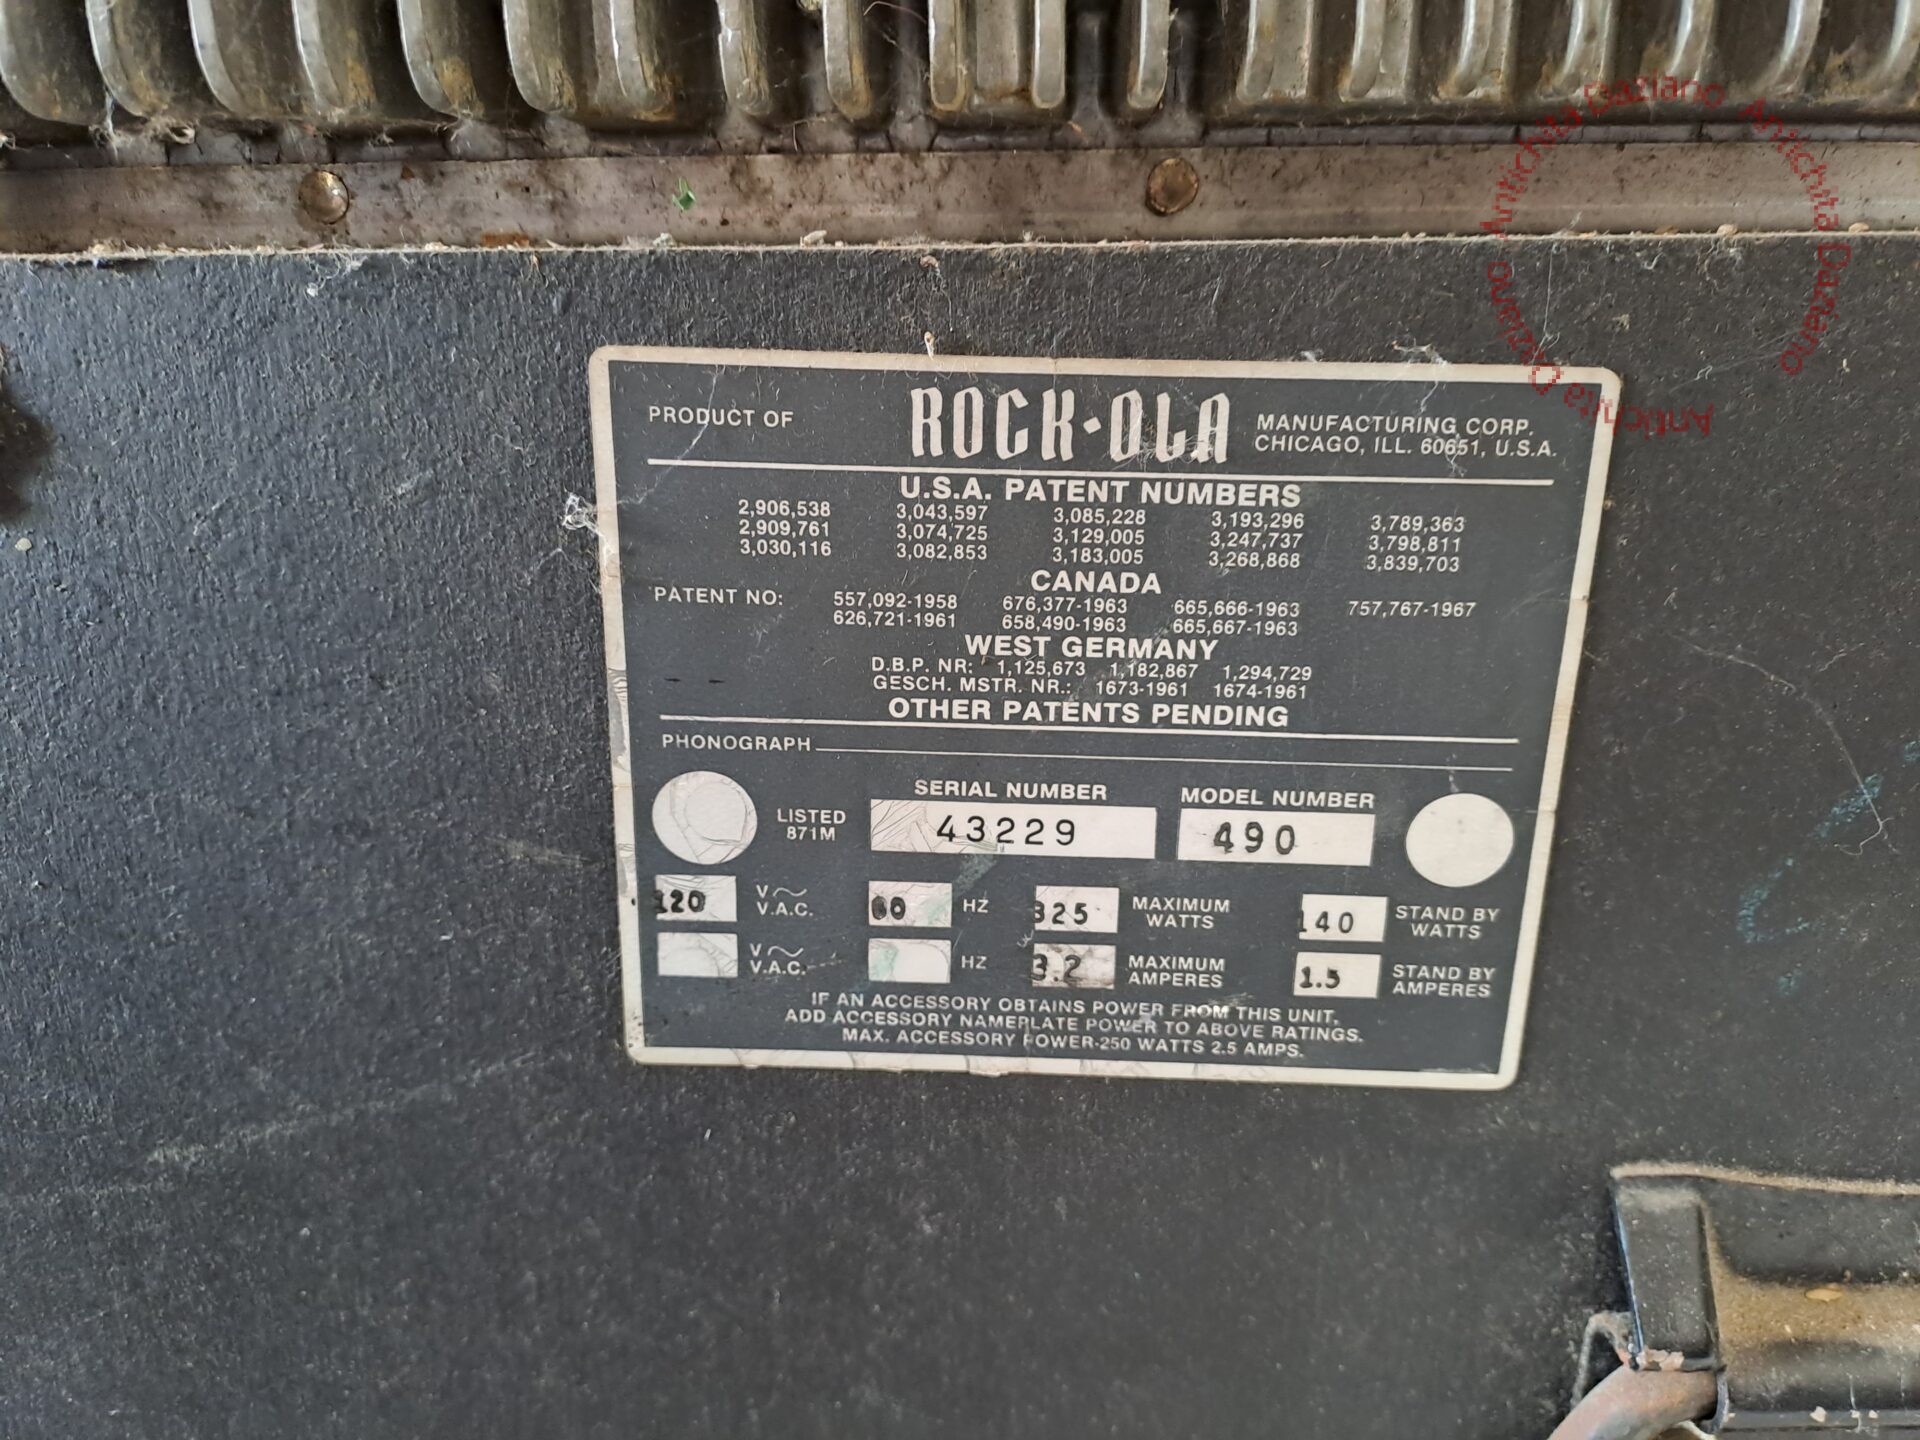 PRODUCT OF ROCK-OLA MANUFACTURING CORP.
CHICAGO, ILL. 60651, U.S.A.
U.S.A. PATENT NUMBERS
2,906,538 3,043,597 3,085,228 3,193,296 3,789,363
2,909,761 3,074,725 3,129,005 3,247,737 3,798,811
3,030,116 3,082,853 3,183,005 3,268,868 3,839,703
CANADA
PATENT NO: 557,092-1958 676,377-1963 665,666-1963 757,767-1967
626,721-1961 658,490-1963 665,667-1963
WEST GERMANY
D.B.P. NR: 1,125,673 1,182,867 1,294,729
GESCH. MSTR. NR.: 1673-1961 1674-1961
OTHER PATENTS PENDING
PHONOGRAPH
SERIAL NUMBER MODEL NUMBER
LISTED
871M
43229 490
120 V~ V.A.C. 60 HZ 325 MAXIMUM WATTS 140 STAND BY WATTS
V~ V.A.C. HZ 3.2 MAXIMUM AMPERES 1.5 STAND BY AMPERES
IF AN ACCESSORY OBTAINS POWER FROM THIS UNIT,
ADD ACCESSORY NAMEPLATE POWER TO ABOVE RATINGS.
MAX. ACCESSORY POWER-250 WATTS 2.5 AMPS.
Antichita Daziano Antichita Daziano Antichita Daziano Antichita Daziano